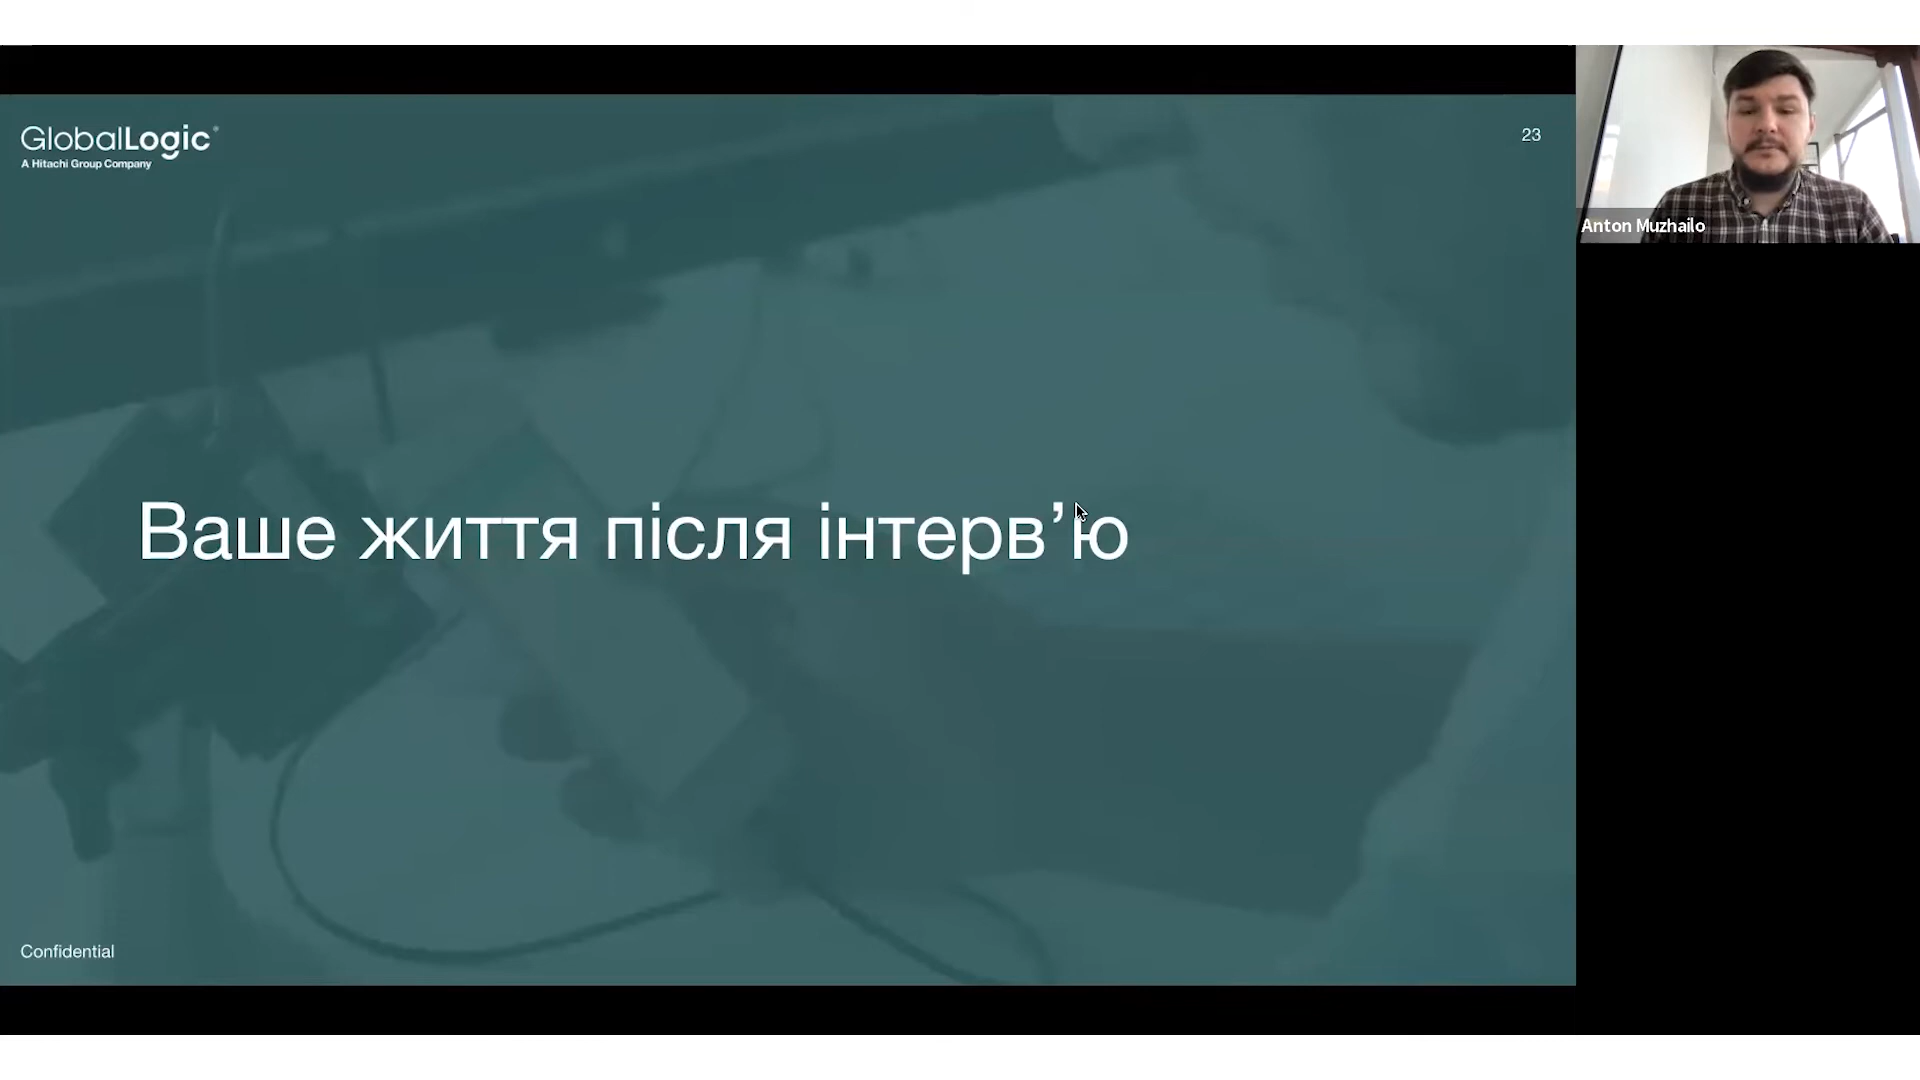 GlobalLogic®
A Hitachi Group Company
23
Anton Muzhailo
Ваше життя після інтерв’ю
Confidential